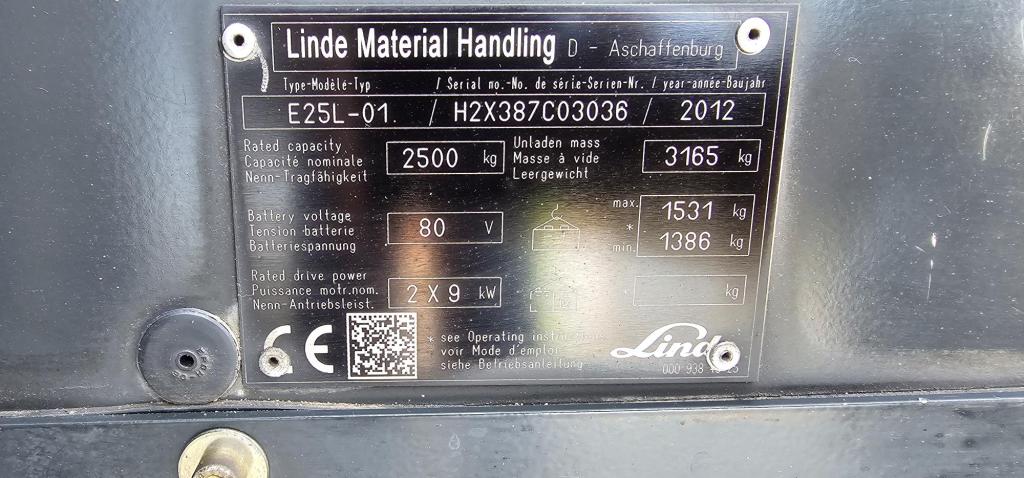 Linde Material Handling D - Aschaffenburg
Type-Modèle-Typ / Serial no.-No. de série-Serien-Nr. / year-année-Baujahr
E25L-01. / H2X387C03036 / 2012
Rated capacity
Capacité nominale
Nenn-Tragfähigkeit
2500 kg
Unladen mass
Masse à vide
Leergewicht
3165 kg
Battery voltage
Tension batterie
Batteriespannung
80 V
max. 1531 kg
*
min. 1386 kg
Rated drive power
Puissance motr.nom.
Nenn-Antriebsleist.
2 X 9 kW
kg
CE
* see Operating
voir Mode d'emploi
siehe Betriebsanleitung
Linde
000 938